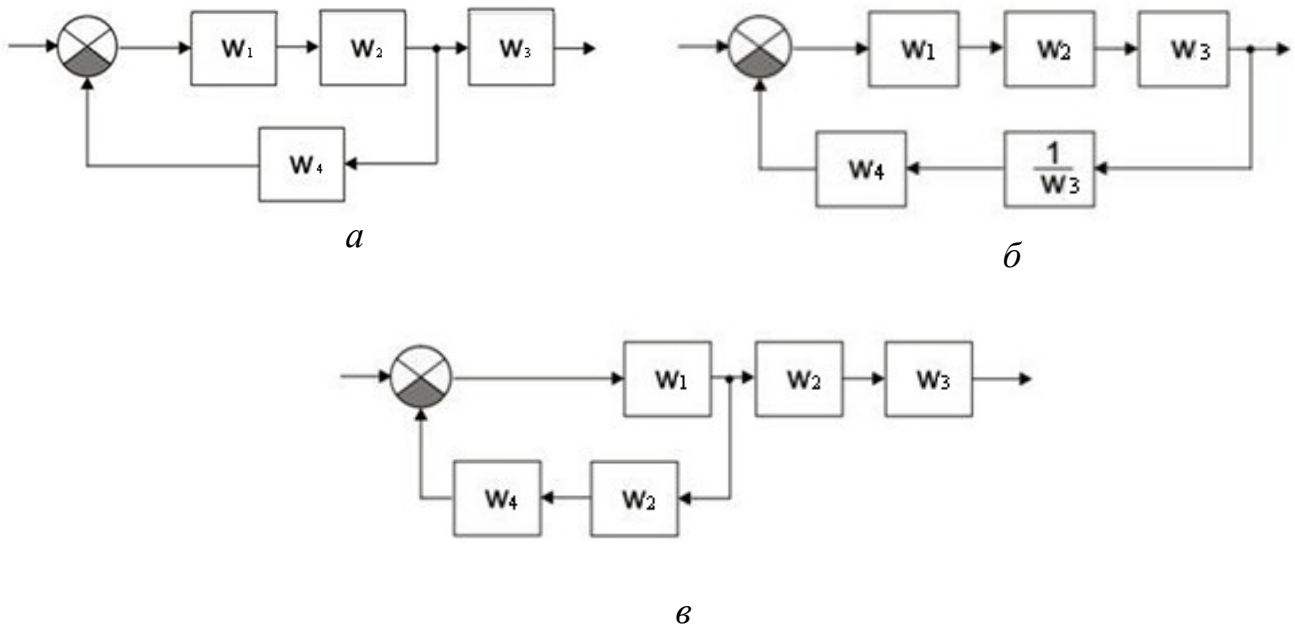 W₁ W₂ W₃
W₄
а
W1 W2 W3
W4 1/W3
б
W1 W2 W3
W4 W2
в